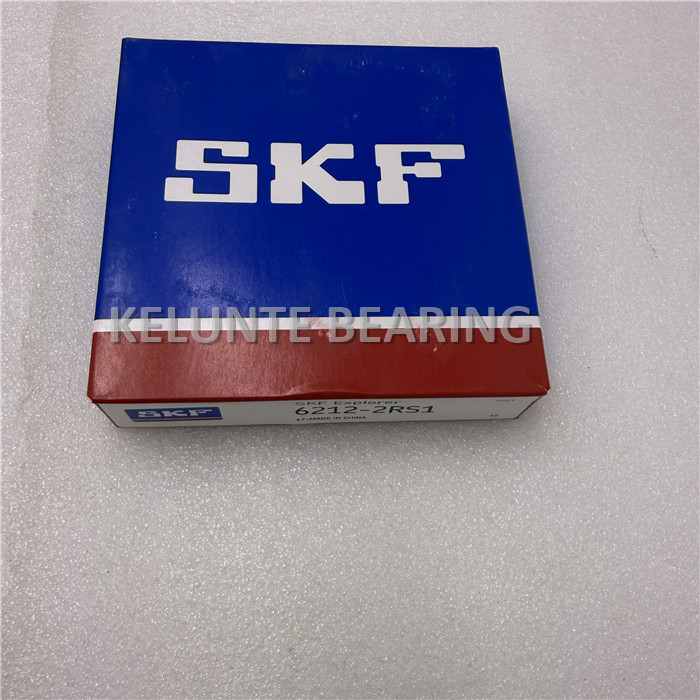 SKF
KELUNTE BEARING
SKF Explorer
SKF
6212-2RS1
MADE IN CHINA